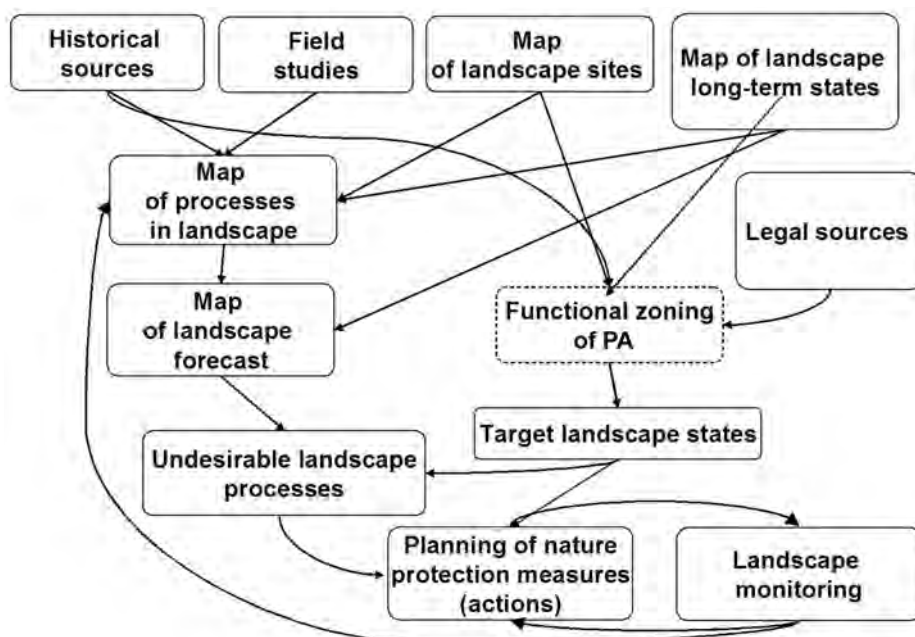 Historical
sources
Field
studies
Map
of landscape sites
Map of landscape
long-term states
Map
of processes
in landscape
Legal sources
Map
of landscape
forecast
Functional zoning
of PA
Target landscape states
Undesirable landscape
processes
Planning of nature
protection measures
(actions)
Landscape
monitoring